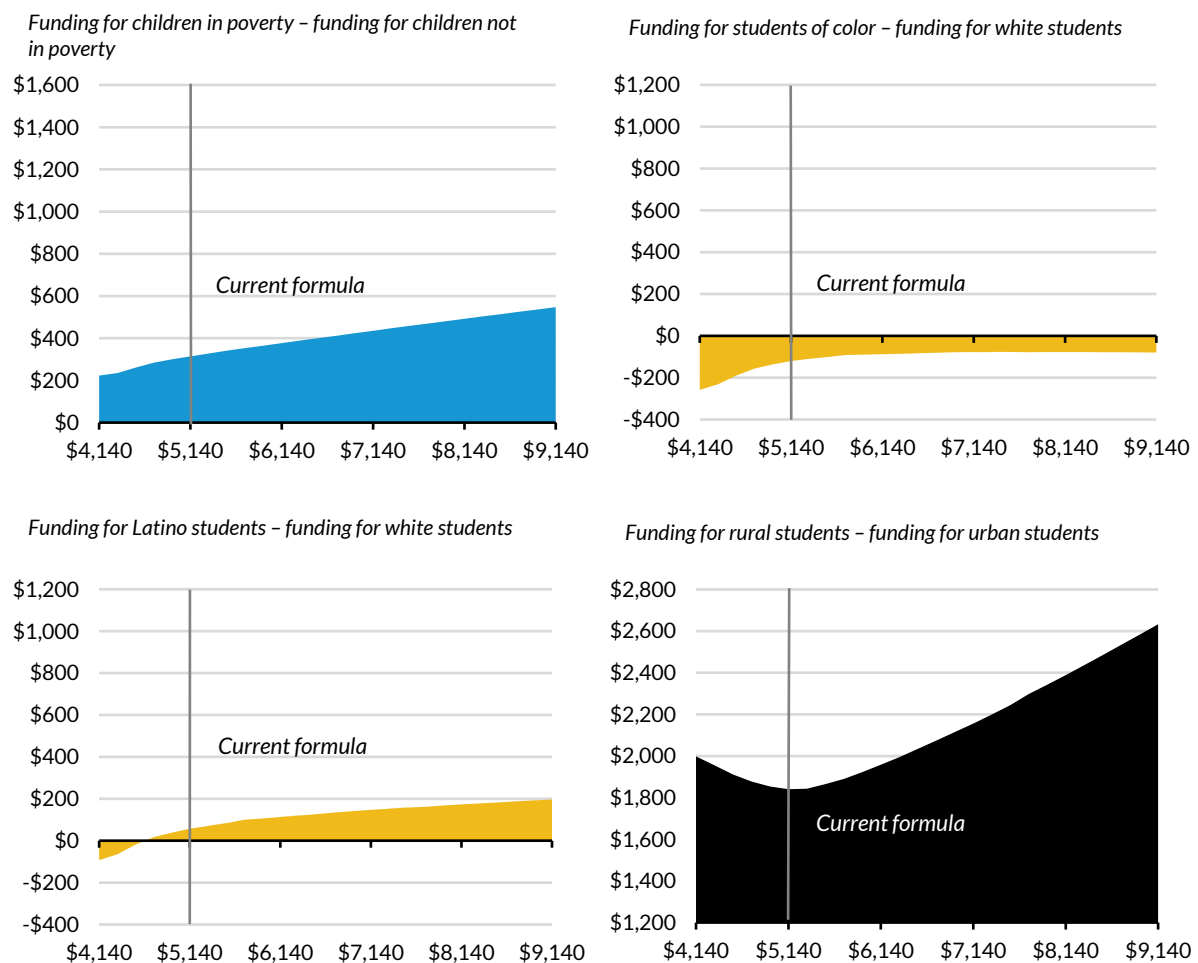 Funding for children in poverty – funding for children not
in poverty
$1,600
$1,400
$1,200
$1,000
$800
$600
$400
$200
$0
Current formula
$4,140 $5,140 $6,140 $7,140 $8,140 $9,140
Funding for students of color – funding for white students
$1,200
$1,000
$800
$600
$400
$200
$0
-$200
-$400
Current formula
$4,140 $5,140 $6,140 $7,140 $8,140 $9,140
Funding for Latino students – funding for white students
$1,200
$1,000
$800
$600
$400
$200
$0
-$200
-$400
Current formula
$4,140 $5,140 $6,140 $7,140 $8,140 $9,140
Funding for rural students – funding for urban students
$2,800
$2,600
$2,400
$2,200
$2,000
$1,800
$1,600
$1,400
$1,200
Current formula
$4,140 $5,140 $6,140 $7,140 $8,140 $9,140